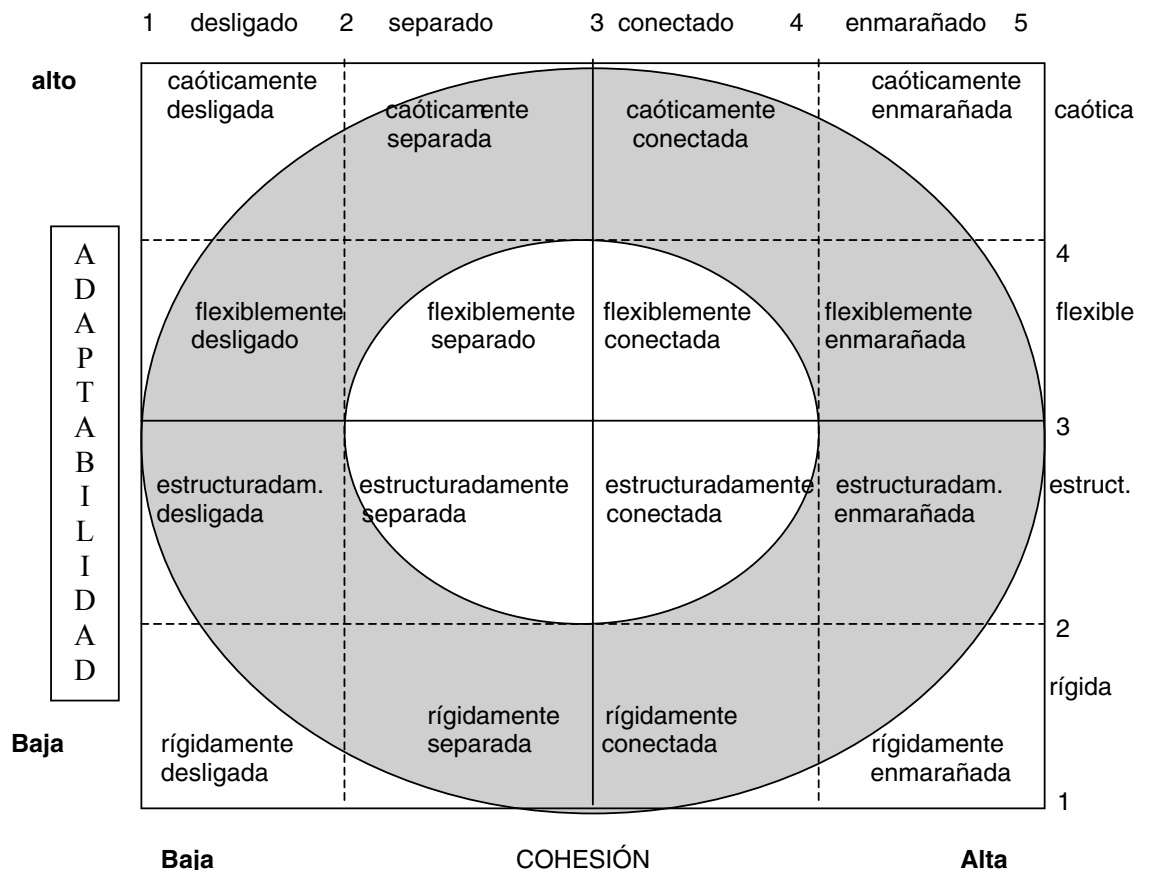 1 desligado 2 separado 3 conectado 4 enmarañado 5
alto
caóticamente
desligada
caóticamente
separada
caóticamente
conectada
caóticamente
enmarañada
caótica
4
A
D
A
P
T
A
B
I
L
I
D
A
D
flexiblemente
desligado
flexiblemente
separado
flexiblemente
conectada
flexiblemente
enmarañada
flexible
3
estructuradam.
desligada
estructuradamente
separada
estructuradamente
conectada
estructuradam.
enmarañada
estruct.
2
rígida
Baja
rígidamente
desligada
rígidamente
separada
rígidamente
conectada
rígidamente
enmarañada
1
Baja COHESIÓN Alta